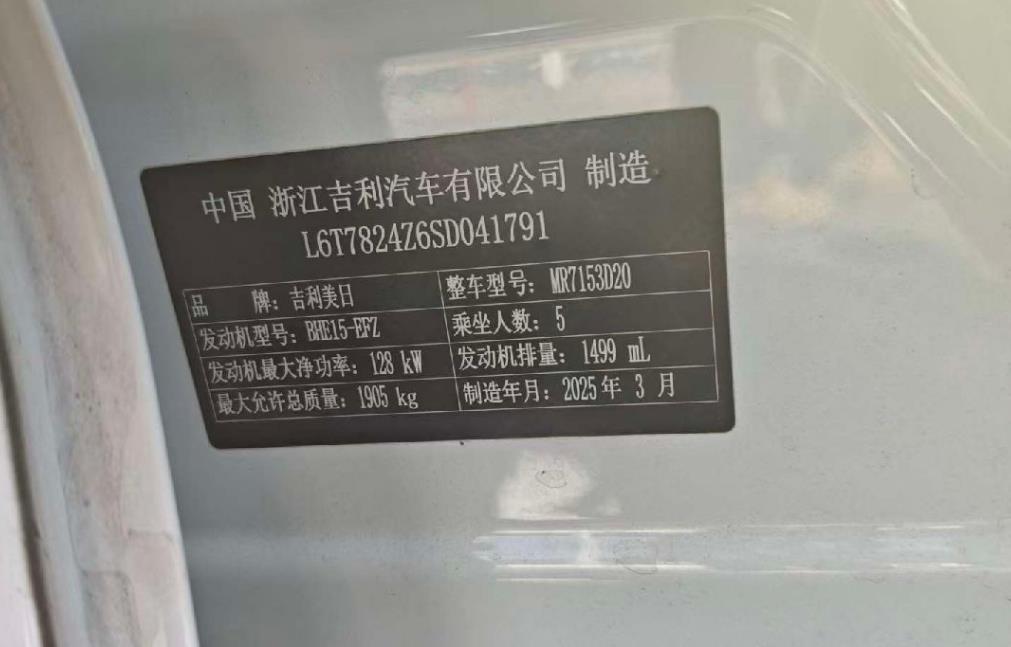 中国 浙江吉利汽车有限公司 制造
L6T7824Z6SD041791
品 牌：吉利美日 整车型号：MR7153D20
发动机型号：BHE15-EFZ 乘坐人数：5
发动机最大净功率：128 kW 发动机排量：1499 mL
最大允许总质量：1905 kg 制造年月：2025 年 3 月